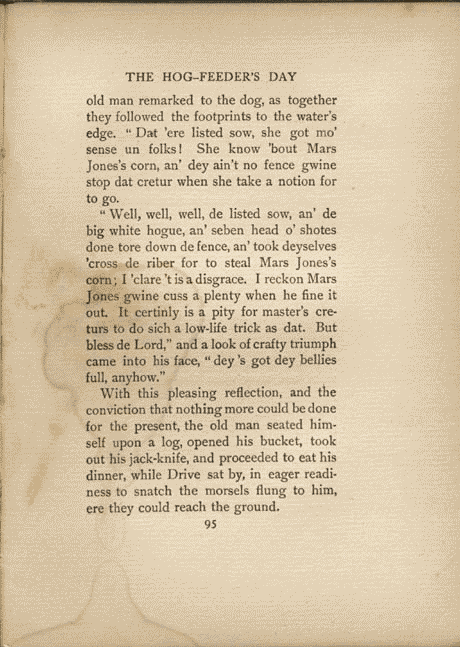 THE HOG–FEEDER'S DAY
old man remarked to the dog, as together
they followed the footprints to the water's
edge. “ Dat 'ere listed sow, she got mo'
sense un folks! She know 'bout Mars
Jones's corn, an' dey ain't no fence gwine
stop dat cretur when she take a notion for
to go.
“ Well, well, well, de listed sow, an' de
big white hogue, an' seben head o' shotes
done tore down de fence, an' took deyselves
'cross de riber for to steal Mars Jones's
corn; I 'clare 't is a disgrace. I reckon Mars
Jones gwine cuss a plenty when he fine it
out. It certinly is a pity for master's cre-
turs to do sich a low-life trick as dat. But
bless de Lord,” and a look of crafty triumph
came into his face, “ dey 's got dey bellies
full, anyhow.”
With this pleasing reflection, and the
conviction that nothing more could be done
for the present, the old man seated him-
self upon a log, opened his bucket, took
out his jack-knife, and proceeded to eat his
dinner, while Drive sat by, in eager readi-
ness to snatch the morsels flung to him,
ere they could reach the ground.
95